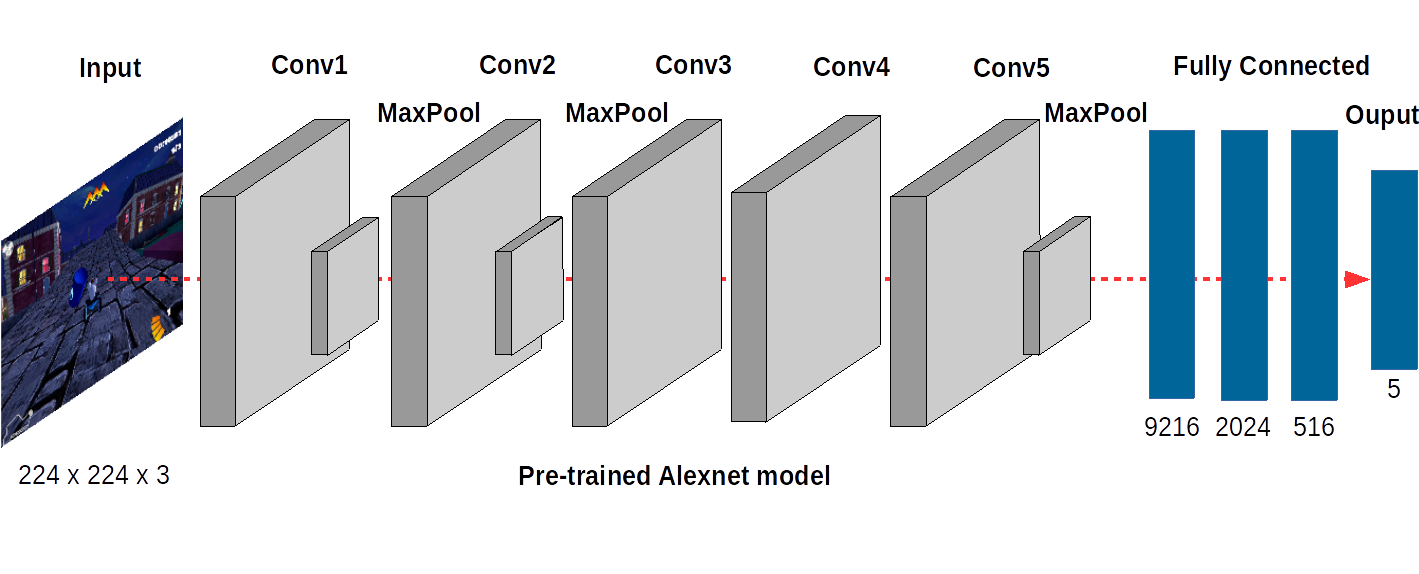 Input
Conv1
Conv2
Conv3
Conv4
Conv5
Fully Connected
MaxPool
MaxPool
MaxPool
Ouput
5
9216
2024
516
224 x 224 x 3
Pre-trained Alexnet model